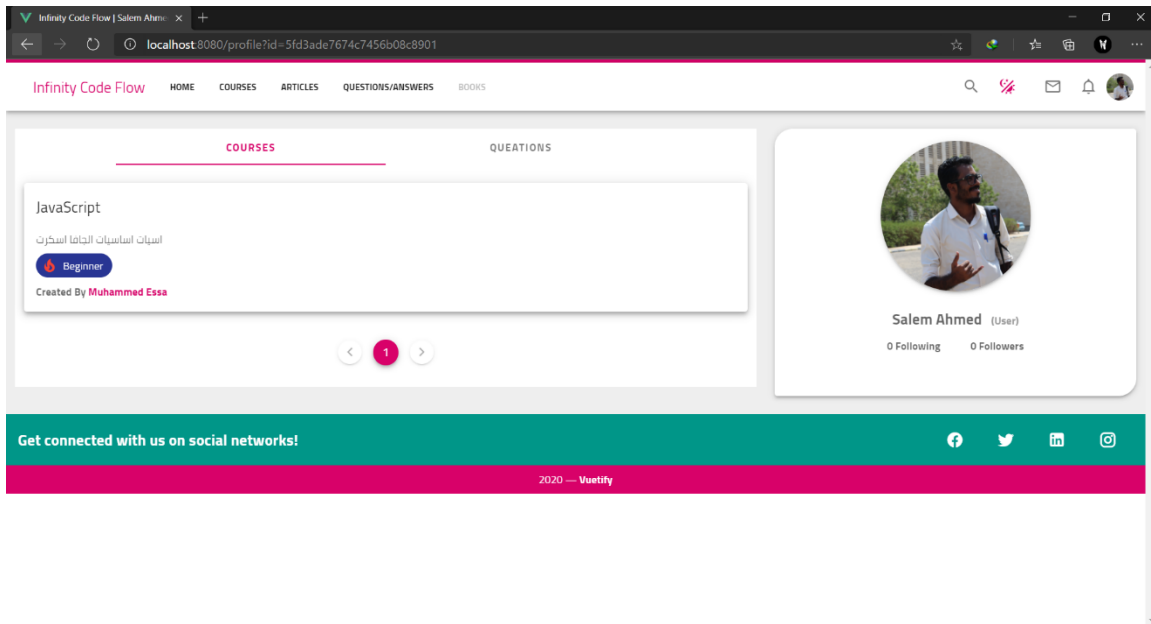 Infinity Code Flow | Salem Ahme
localhost:8080/profile?id=5fd3ade7674c7456b08c8901
Infinity Code Flow HOME COURSES ARTICLES QUESTIONS/ANSWERS BOOKS
COURSES QUEATIONS
JavaScript
اسيات اساسيات الجافا اسكرت
Beginner
Created By Muhammed Essa
1
Salem Ahmed (User)
0 Following 0 Followers
Get connected with us on social networks!
2020 — Vuetify